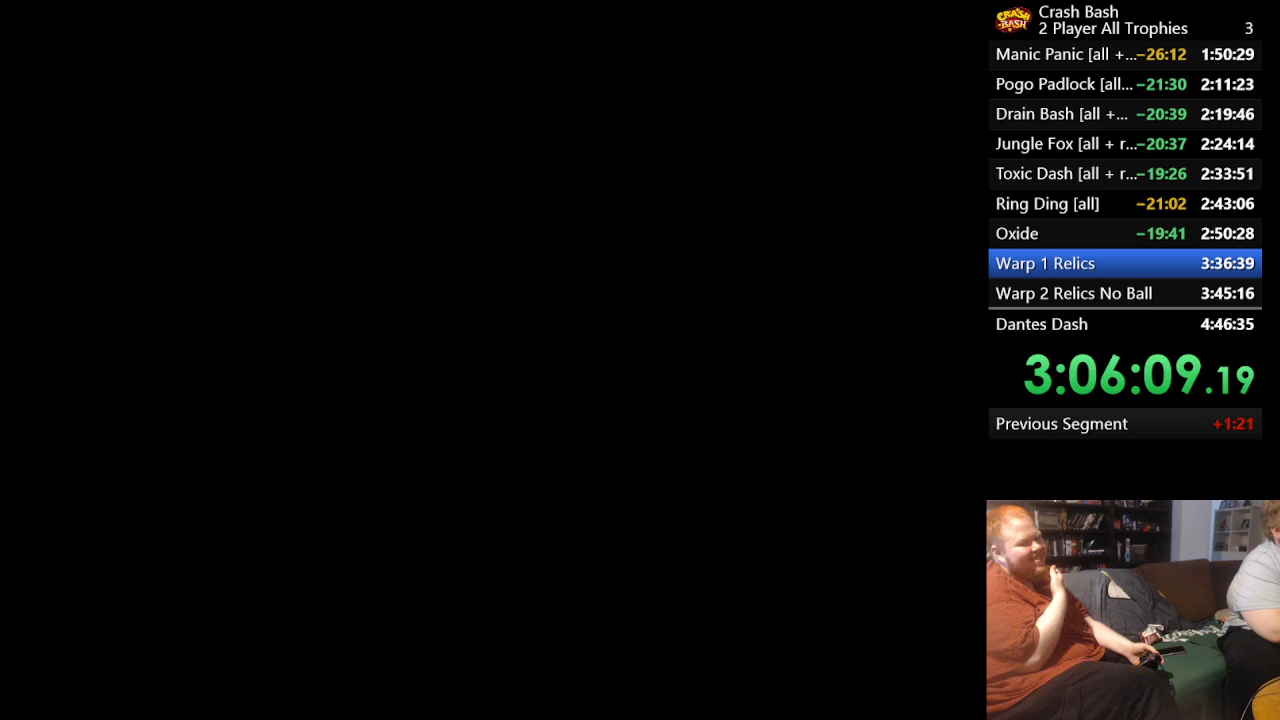 CRASH BASH
Crash Bash
2 Player All Trophies 3
Manic Panic [all +... −26:12 1:50:29
Pogo Padlock [all... −21:30 2:11:23
Drain Bash [all +... −20:39 2:19:46
Jungle Fox [all + r... −20:37 2:24:14
Toxic Dash [all + r... −19:26 2:33:51
Ring Ding [all] −21:02 2:43:06
Oxide −19:41 2:50:28
Warp 1 Relics 3:36:39
Warp 2 Relics No Ball 3:45:16
Dantes Dash 4:46:35
3:06:09.19
Previous Segment +1:21